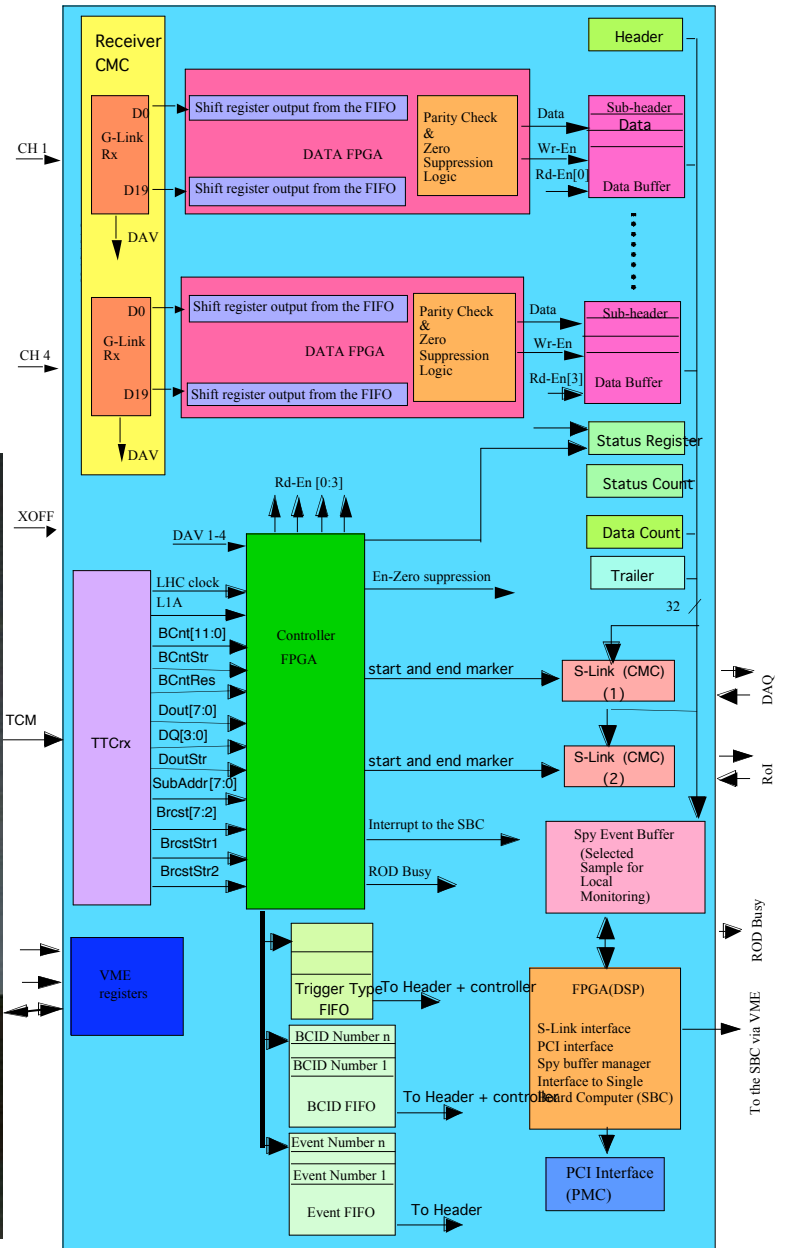 Header
Receiver
CMC
D0
Shift register output from the FIFO
G-Link
Rx
CH 1
DATA FPGA
D19
Shift register output from the FIFO
DAV
Parity Check
&
Zero
Suppression
Logic
Data
Wr-En
Rd-En[0]
Sub-header
Data
Data Buffer
D0
Shift register output from the FIFO
G-Link
Rx
CH 4
DATA FPGA
D19
Shift register output from the FIFO
DAV
Parity Check
&
Zero
Suppression
Logic
Data
Wr-En
Rd-En[3]
Sub-header
Data Buffer
Status Register
Status Count
Data Count
Trailer
32
Rd-En [0:3]
XOFF
DAV 1-4
LHC clock
L1A
BCnt[11:0]
BCntStr
BCntRes
Dout[7:0]
DQ[3:0]
DoutStr
SubAddr[7:0]
Brcst[7:2]
BrcstStr1
BrcstStr2
TCM
TTCrx
Controller
FPGA
En-Zero suppression
start and end marker
S-Link (CMC)
(1)
DAQ
start and end marker
S-Link (CMC)
(2)
RoI
Interrupt to the SBC
ROD Busy
Spy Event Buffer
(Selected
Sample for
Local
Monitoring)
ROD Busy
VME
registers
Trigger Type
FIFO
To Header + controller
BCID Number n
BCID Number 1
BCID FIFO
To Header + controller
Event Number n
Event Number 1
Event FIFO
To Header
FPGA(DSP)
S-Link interface
PCI interface
Spy buffer manager
Interface to Single
Board Computer (SBC)
To the SBC via VME
PCI Interface
(PMC)